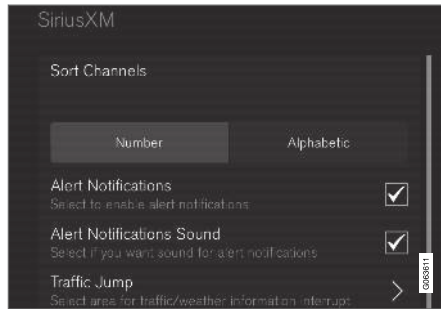 SiriusXM
Sort Channels
Number Alphabetic
Alert Notifications
Select to enable alert notifications
Alert Notifications Sound
Select if you want sound for alert notifications
Traffic Jump
Select area for traffic/weather information interrupt
G063611